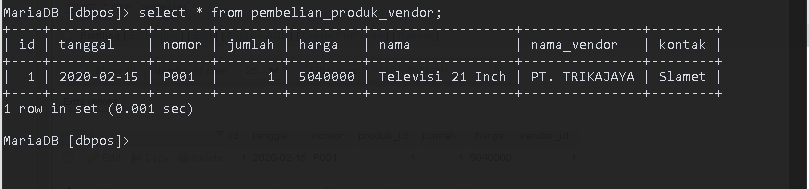 MariaDB [dbpos]> select * from pembelian_produk_vendor;
+----+------------+-------+--------+---------+------------------+---------------+--------+
| id | tanggal | nomor | jumlah | harga | nama | nama_vendor | kontak |
+----+------------+-------+--------+---------+------------------+---------------+--------+
| 1 | 2020-02-15 | P001 | 1 | 5040000 | Televisi 21 Inch | PT. TRIKAJAYA | Slamet |
+----+------------+-------+--------+---------+------------------+---------------+--------+
1 row in set (0.001 sec)
MariaDB [dbpos]>